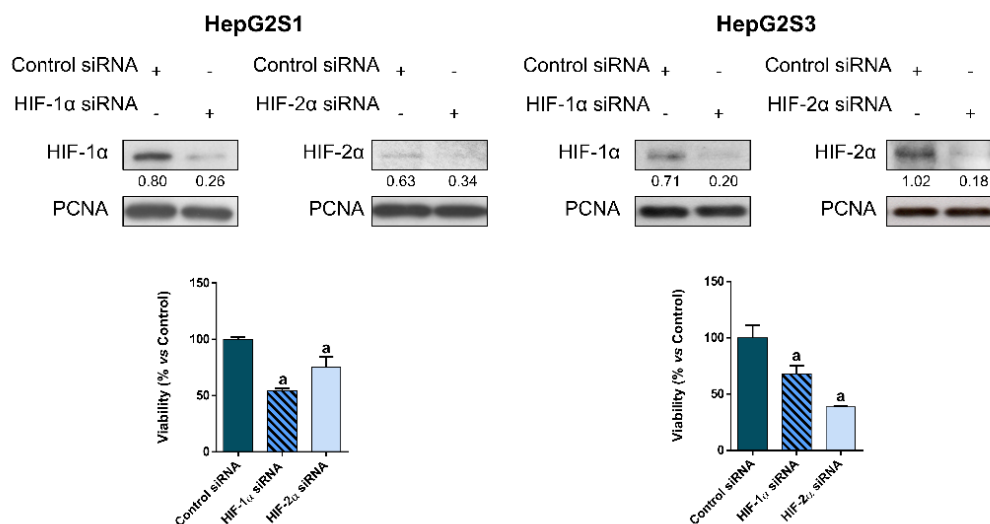 HepG2S1
Control siRNA + -
HIF-1α siRNA - +
HIF-1α
0.80 0.26
PCNA
Control siRNA + -
HIF-2α siRNA - +
HIF-2α
0.63 0.34
Viability (% vs Control)
150
100
50
0
a
a
Control siRNA
HIF-1α siRNA
HIF-2α siRNA
HepG2S3
Control siRNA + -
HIF-1α siRNA - +
HIF-1α
0.71 0.20
PCNA
Control siRNA + -
HIF-2α siRNA - +
HIF-2α
1.02 0.18
PCNA
Viability (% vs Control)
150
100
50
0
a
a
Control siRNA
HIF-1α siRNA
HIF-2α siRNA